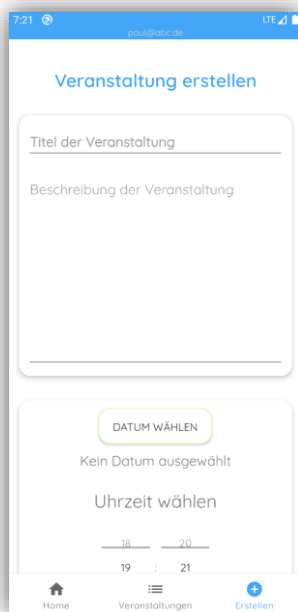 7:21 LTE
paul@abc.de
Veranstaltung erstellen
Titel der Veranstaltung
Beschreibung der Veranstaltung
DATUM WÄHLEN
Kein Datum ausgewählt
Uhrzeit wählen
18 20
19 : 21
Home Veranstaltungen Erstellen